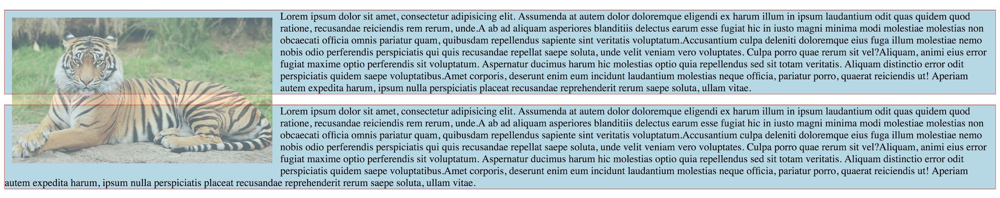 Lorem ipsum dolor sit amet, consectetur adipisicing elit. Assumenda at autem dolor doloremque eligendi ex harum illum in ipsum laudantium odit quas quidem quod
ratione, recusandae reiciendis rem rerum, unde.A ab ad aliquam asperiores blanditiis delectus earum esse fugiat hic in iusto magni minima modi molestiae molestias non
obcaecati officia omnis pariatur quam, quibusdam repellendus sapiente sint veritatis voluptatum.Accusantium culpa deleniti doloremque eius fuga illum molestiae nemo
nobis odio perferendis perspiciatis qui quis recusandae repellat saepe soluta, unde velit veniam vero voluptates. Culpa porro quae rerum sit vel?Aliquam, animi eius error
fugiat maxime optio perferendis sit voluptatum. Aspernatur ducimus harum hic molestias optio quia repellendus sed sit totam veritatis. Aliquam distinctio error odit
perspiciatis quidem saepe voluptatibus.Amet corporis, deserunt enim eum incidunt laudantium molestias neque officia, pariatur porro, quaerat reiciendis ut! Aperiam
autem expedita harum, ipsum nulla perspiciatis placeat recusandae reprehenderit rerum saepe soluta, ullam vitae.
Lorem ipsum dolor sit amet, consectetur adipisicing elit. Assumenda at autem dolor doloremque eligendi ex harum illum in ipsum laudantium odit quas quidem quod
ratione, recusandae reiciendis rem rerum, unde.A ab ad aliquam asperiores blanditiis delectus earum esse fugiat hic in iusto magni minima modi molestiae molestias non
obcaecati officia omnis pariatur quam, quibusdam repellendus sapiente sint veritatis voluptatum.Accusantium culpa deleniti doloremque eius fuga illum molestiae nemo
nobis odio perferendis perspiciatis qui quis recusandae repellat saepe soluta, unde velit veniam vero voluptates. Culpa porro quae rerum sit vel?Aliquam, animi eius error
fugiat maxime optio perferendis sit voluptatum. Aspernatur ducimus harum hic molestias optio quia repellendus sed sit totam veritatis. Aliquam distinctio error odit
perspiciatis quidem saepe voluptatibus.Amet corporis, deserunt enim eum incidunt laudantium molestias neque officia, pariatur porro, quaerat reiciendis ut! Aperiam
autem expedita harum, ipsum nulla perspiciatis placeat recusandae reprehenderit rerum saepe soluta, ullam vitae.